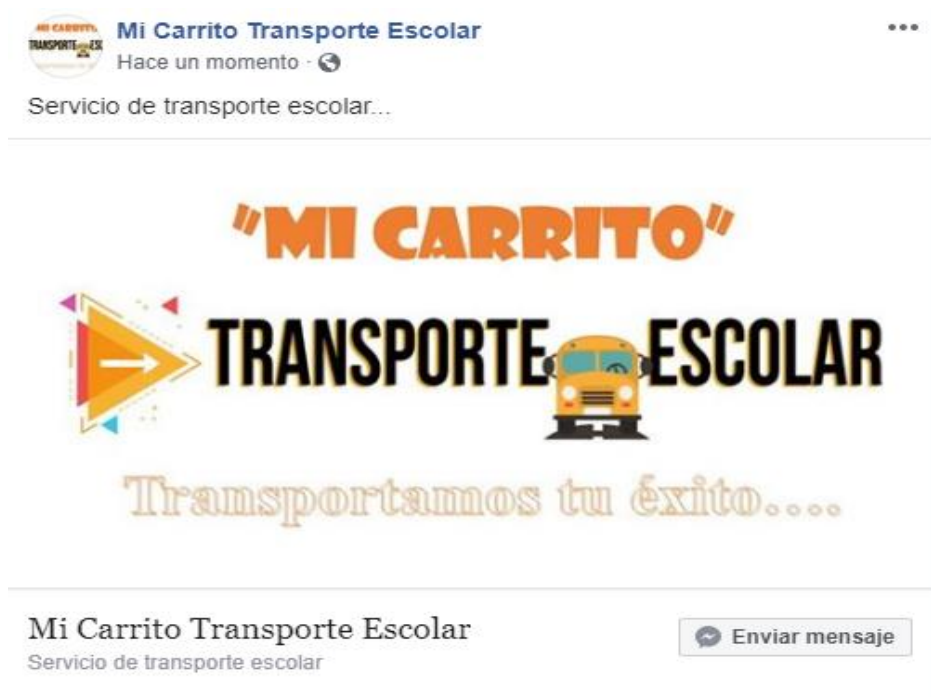 Mi Carrito Transporte Escolar
Hace un momento ·
Servicio de transporte escolar...
"MI CARRITO"
TRANSPORTE ESCOLAR
Transportamos tu éxito....
Mi Carrito Transporte Escolar
Enviar mensaje
Servicio de transporte escolar